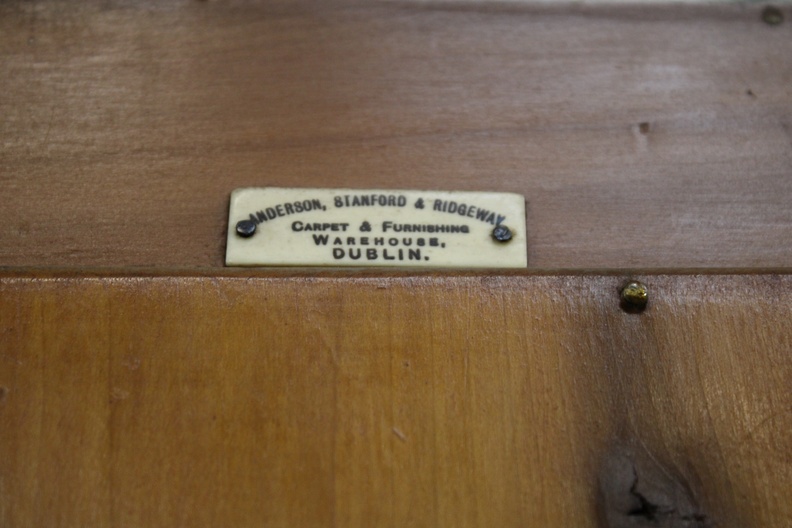 ANDERSON, STANFORD & RIDGEWAY
CARPET & FURNISHING
WAREHOUSE,
DUBLIN.